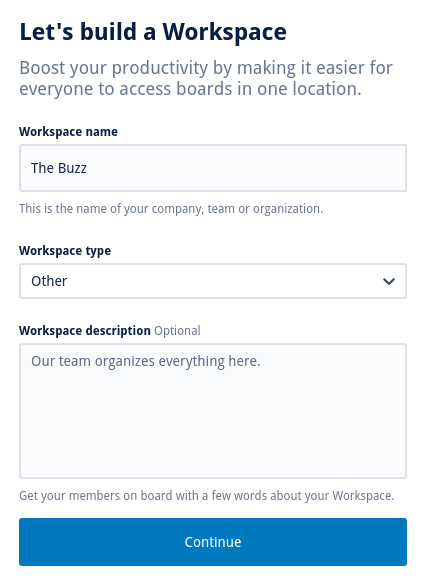 Let's build a Workspace
Boost your productivity by making it easier for
everyone to access boards in one location.
Workspace name
The Buzz
This is the name of your company, team or organization.
Workspace type
Other
Workspace description Optional
Our team organizes everything here.
Get your members on board with a few words about your Workspace.
Continue